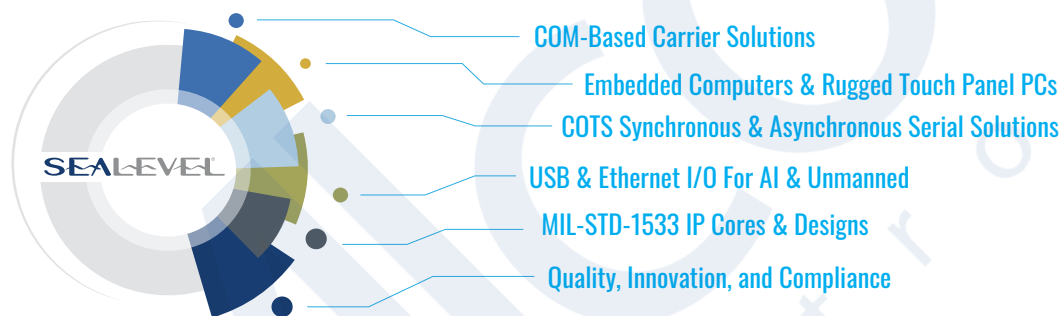 COM-Based Carrier Solutions
Embedded Computers & Rugged Touch Panel PCs
COTS Synchronous & Asynchronous Serial Solutions
SEALEVEL
USB & Ethernet I/O For AI & Unmanned
MIL-STD-1533 IP Cores & Designs
Quality, Innovation, and Compliance